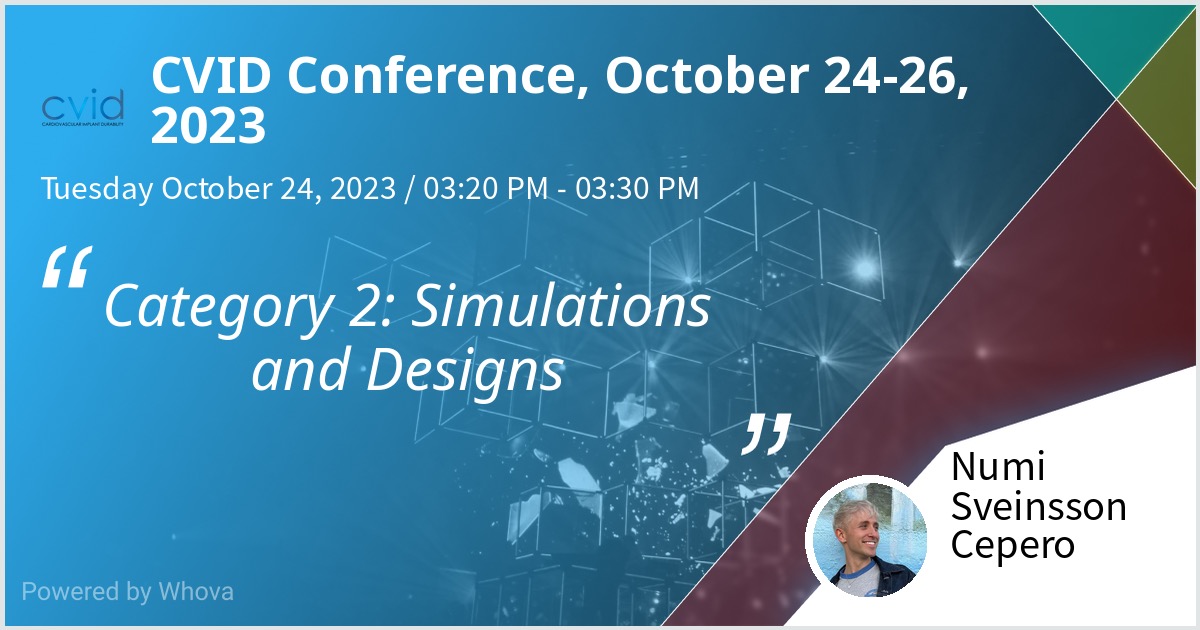 CVID Conference, October 24-26,
2023
cvid
CARDIOVASCULAR IMPLANT DURABILITY
Tuesday October 24, 2023 / 03:20 PM - 03:30 PM
“ Category 2: Simulations
and Designs ”
Numi
Sveinsson
Cepero
Powered by Whova